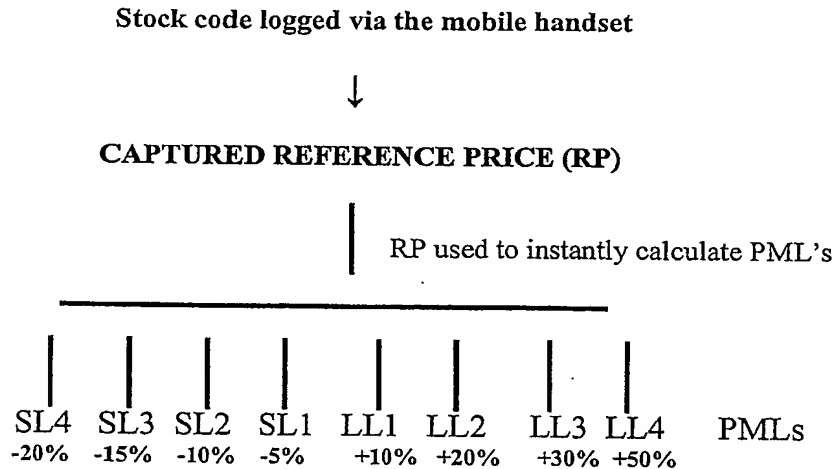 Stock code logged via the mobile handset
↓
CAPTURED REFERENCE PRICE (RP)
RP used to instantly calculate PML's
SL4 SL3 SL2 SL1 LL1 LL2 LL3 LL4 PMLs
-20% -15% -10% -5% +10% +20% +30% +50%